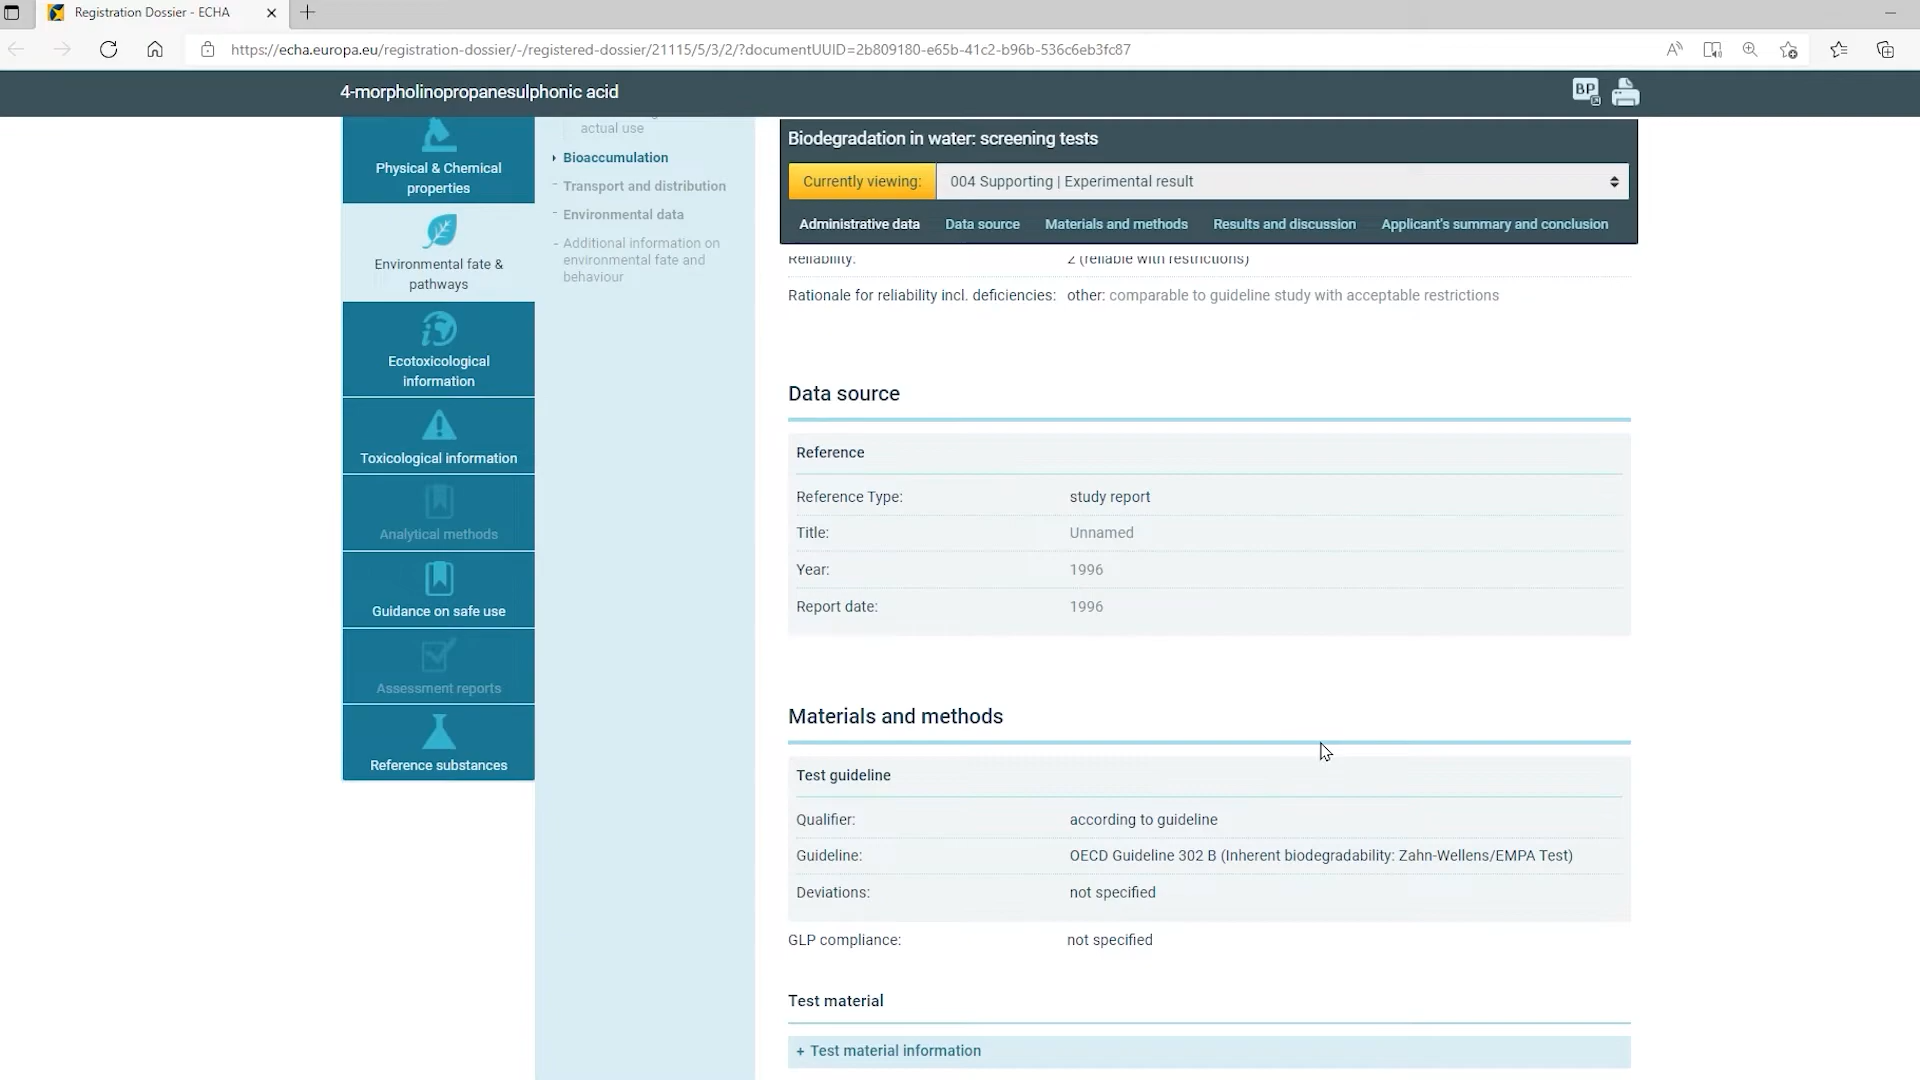 Registration Dossier - ECHA
https://echa.europa.eu/registration-dossier/-/registered-dossier/21115/5/3/2/?documentUUID=2b809180-e65b-41c2-b96b-536c6eb3fc87
4-morpholinopropanesulphonic acid
BP
Physical & Chemical
properties
Environmental fate &
pathways
Ecotoxicological
information
Toxicological information
Analytical methods
Guidance on safe use
Assessment reports
Reference substances
actual use
Bioaccumulation
- Transport and distribution
- Environmental data
- Additional information on
environmental fate and
behaviour
Biodegradation in water: screening tests
Currently viewing: 004 Supporting | Experimental result
Administrative data Data source Materials and methods Results and discussion Applicant's summary and conclusion
Reliability: 2 (reliable with restrictions)
Rationale for reliability incl. deficiencies: other: comparable to guideline study with acceptable restrictions
Data source
Reference
Reference Type: study report
Title: Unnamed
Year: 1996
Report date: 1996
Materials and methods
Test guideline
Qualifier: according to guideline
Guideline: OECD Guideline 302 B (Inherent biodegradability: Zahn-Wellens/EMPA Test)
Deviations: not specified
GLP compliance: not specified
Test material
+ Test material information